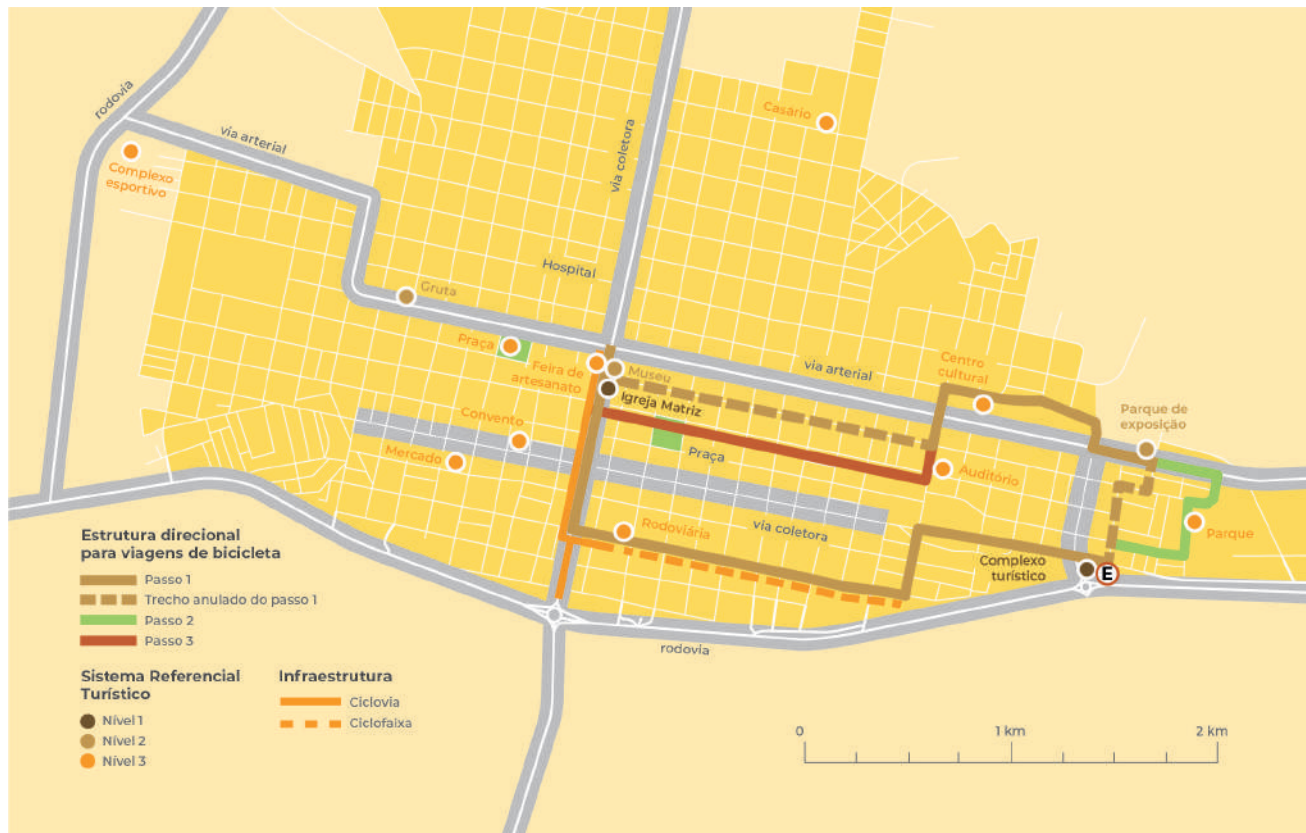 rodovia
via arterial
Complexo
esportivo
via coletora
Casário
Hospital
Gruta
Praça
Feira de
artesanato
Museu
Igreja Matriz
via arterial
Centro
cultural
Parque de
exposição
Convento
Mercado
Praça
Auditório
Rodoviária
via coletora
Parque
Complexo
turístico
E
rodovia
Estrutura direcional
para viagens de bicicleta
Passo 1
Trecho anulado do passo 1
Passo 2
Passo 3
Sistema Referencial
Turístico
Nível 1
Nível 2
Nível 3
Infraestrutura
Ciclovia
Ciclofaixa
0 1 km 2 km